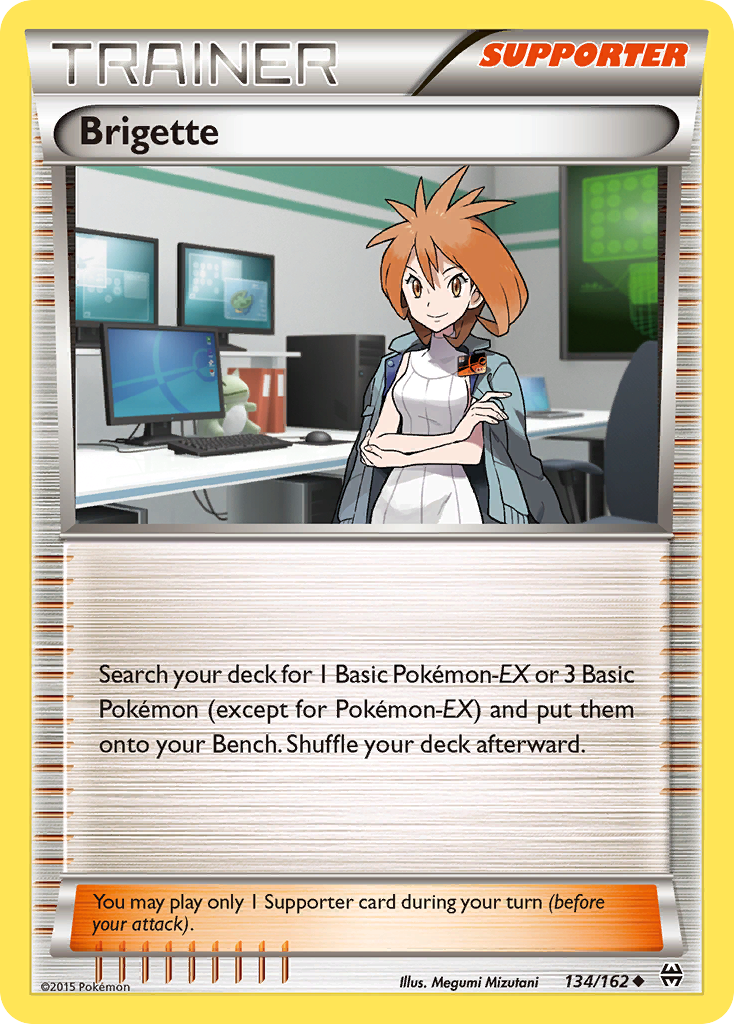 TRAINER
SUPPORTER
Brigette
Search your deck for 1 Basic Pokémon-EX or 3 Basic
Pokémon (except for Pokémon-EX) and put them
onto your Bench. Shuffle your deck afterward.
You may play only 1 Supporter card during your turn (before
your attack).
©2015 Pokémon
Illus. Megumi Mizutani
134/162